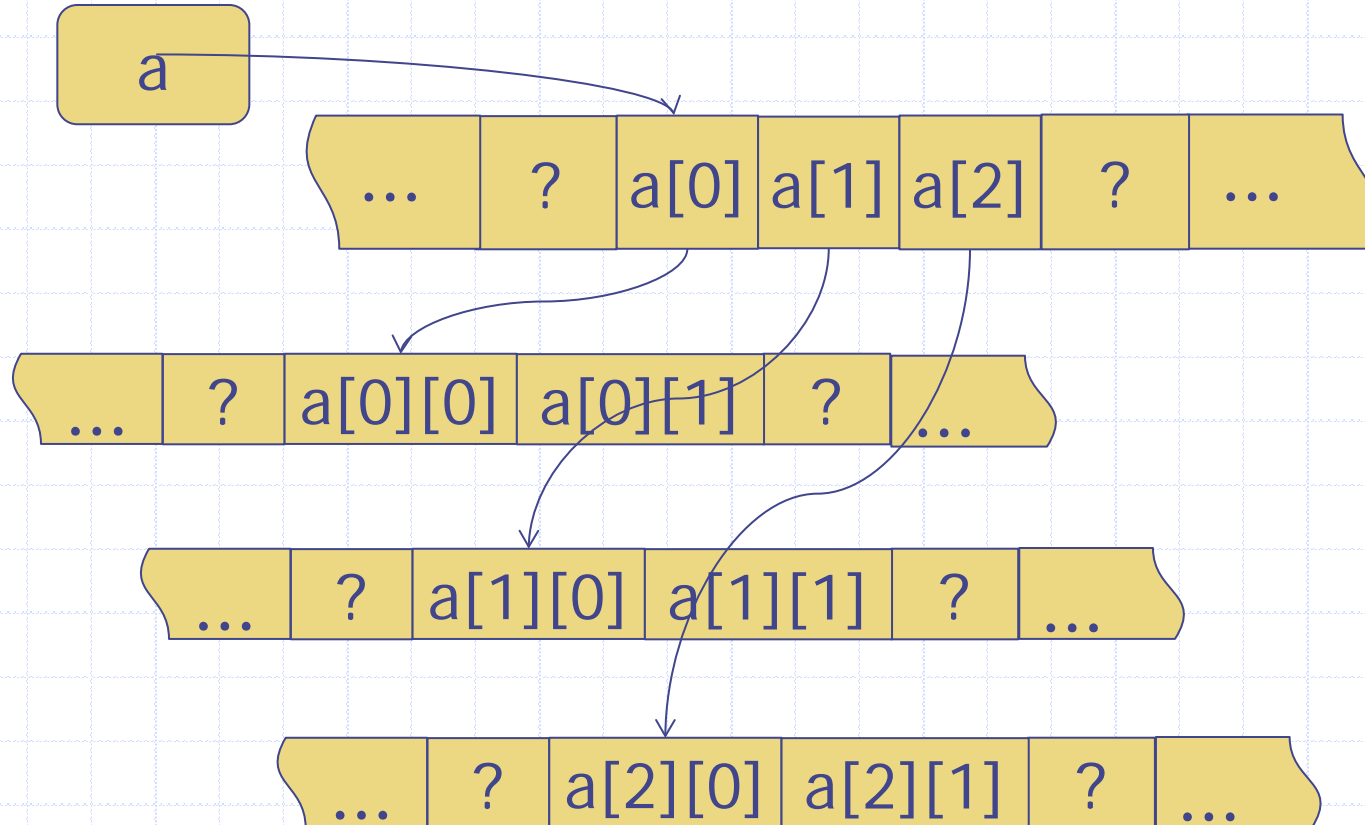 a
... ? a[0] a[1] a[2] ? ...
... ? a[0][0] a[0][1] ? ...
... ? a[1][0] a[1][1] ? ...
... ? a[2][0] a[2][1] ? ...